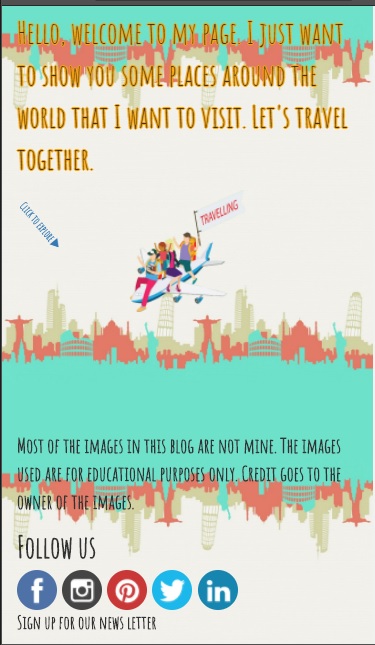 Hello, welcome to my page. I just want
to show you some places around the
world that I want to visit. Let's travel
together.
TRAVELLING
Click to explore
Most of the images in this blog are not mine. The images
used are for educational purposes only. Credit goes to the
owner of the images.
Follow us
Sign up for our news letter